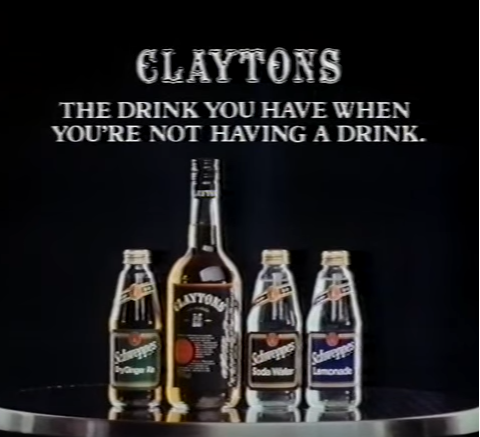 CLAYTONS
THE DRINK YOU HAVE WHEN
YOU'RE NOT HAVING A DRINK.
CLAYTONS
CLAYTONS
Schweppes
Dry Ginger Ale
Schweppes
Soda Water
Schweppes
Lemonade